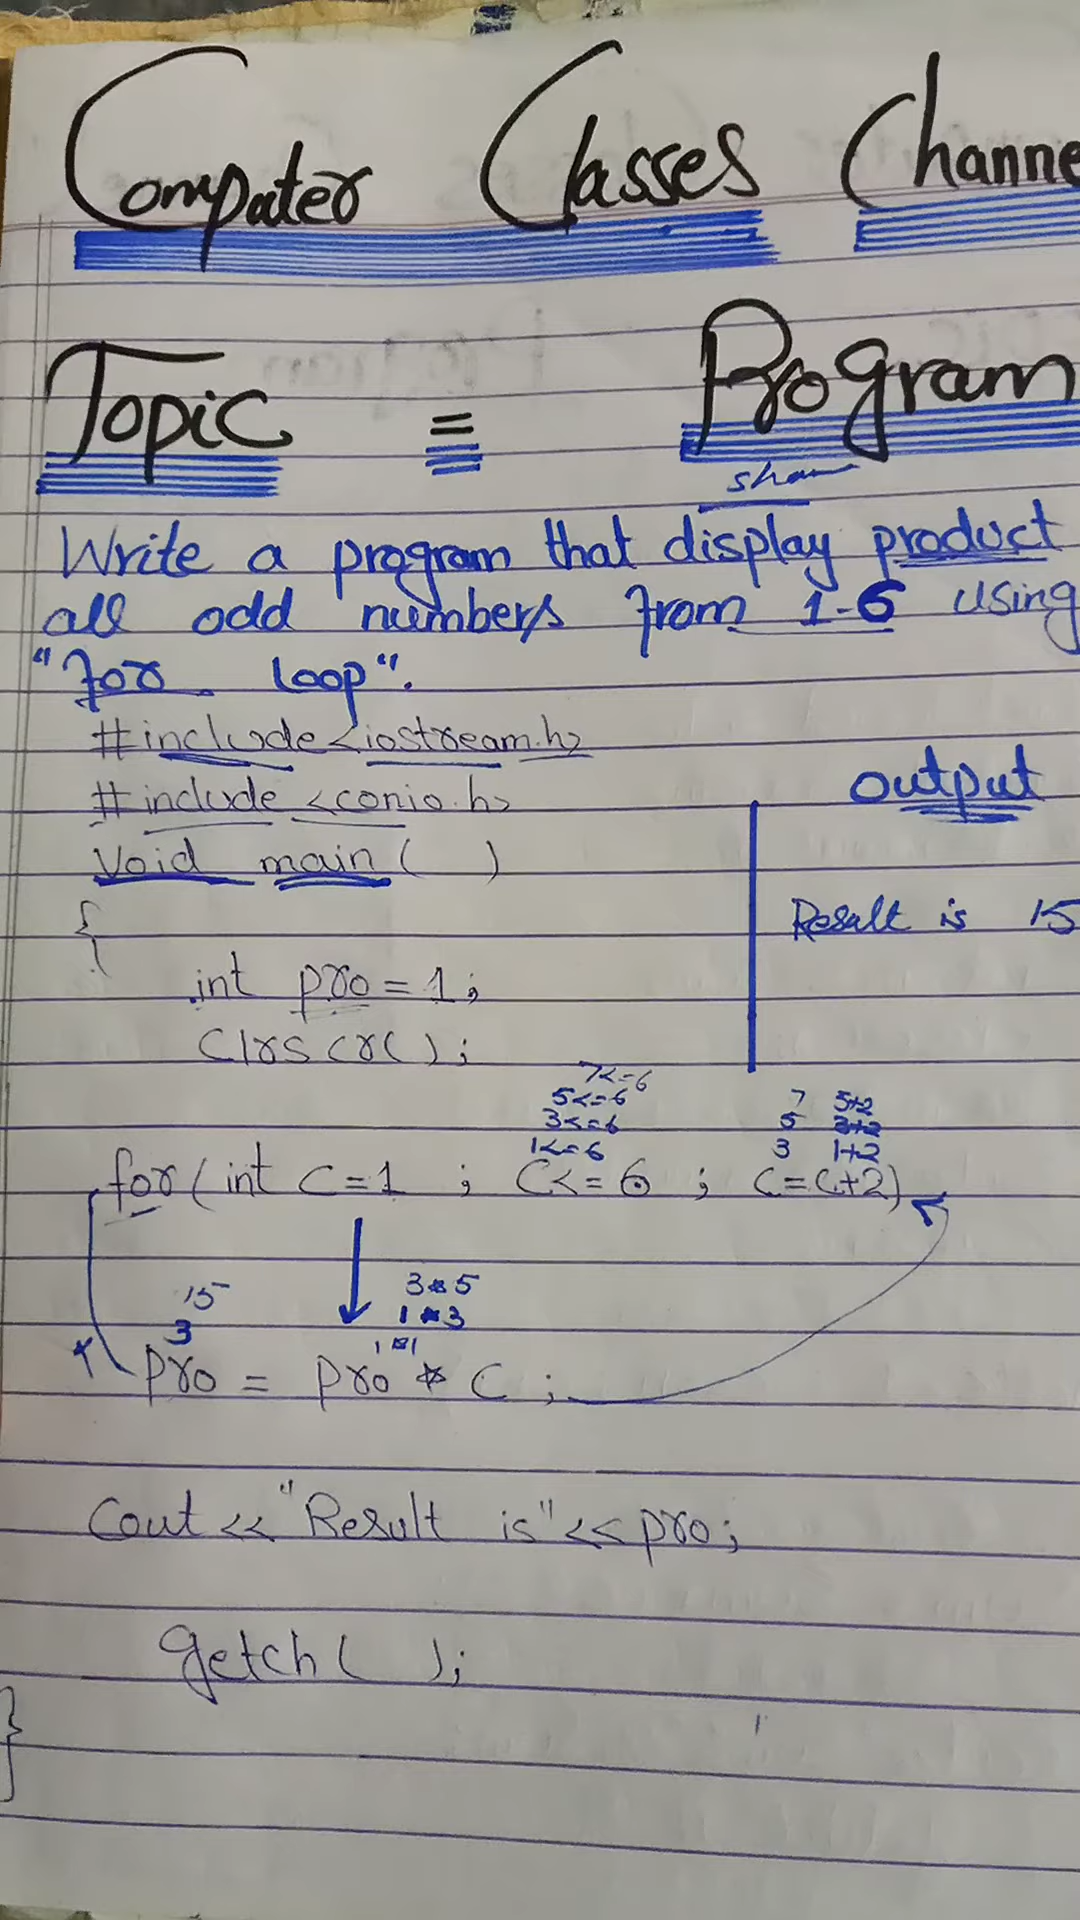 Computer Classes Channe
Topic = Program
show
Write a program that display product
all odd numbers from 1-6 using
"for loop".
#include<iostream.h>
#include <conio.h>
output
Void main( )
{
Result is 15
int pro = 1;
Clrscr();
7<=6
5<=6 7 5+2
3<=6 5 3+2
1<=6 3 1+2
for(int C=1 ; C<=6 ; C=C+2)
15 3*5
3 1*3
1*1
pro = pro * C ;
Cout<<"Result is"<<pro;
getch( );
}